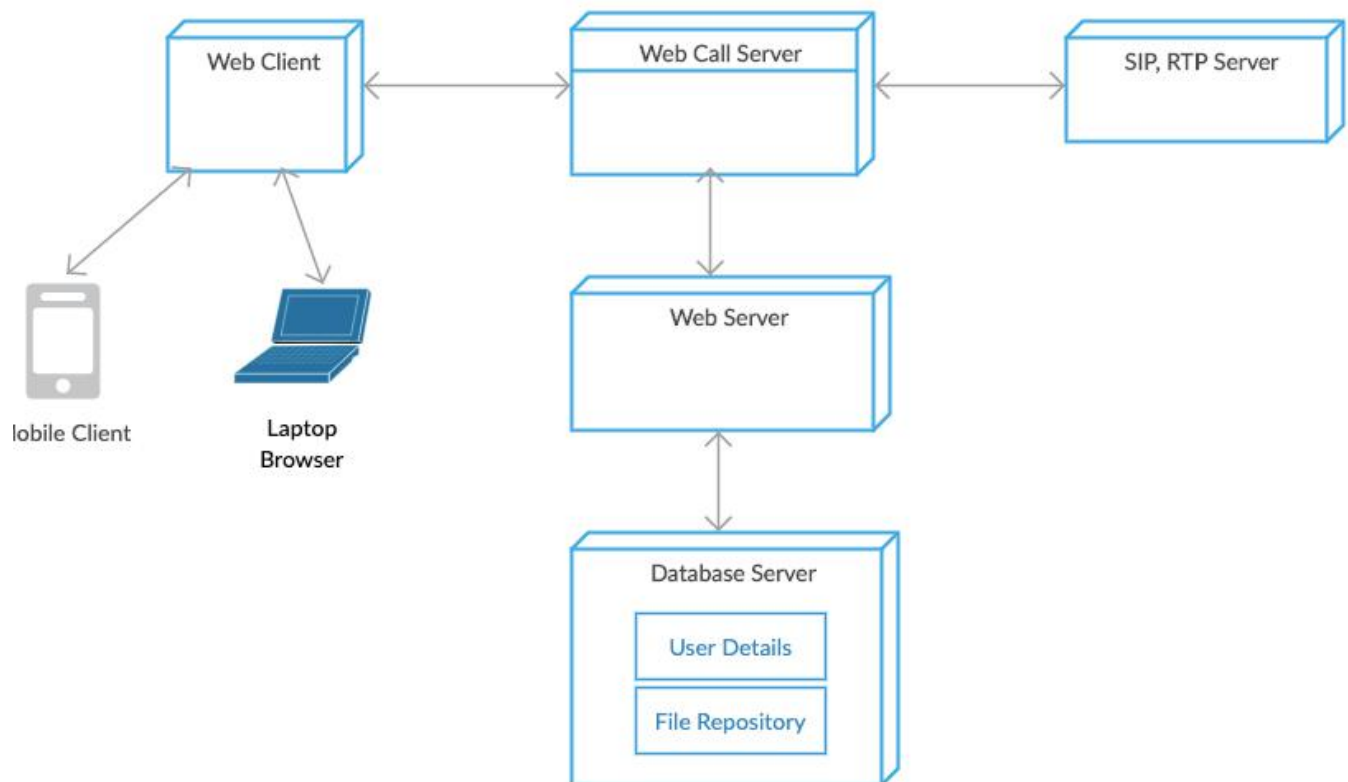 Web Client
Web Call Server
SIP, RTP Server
Web Server
lobile Client
Laptop
Browser
Database Server
User Details
File Repository